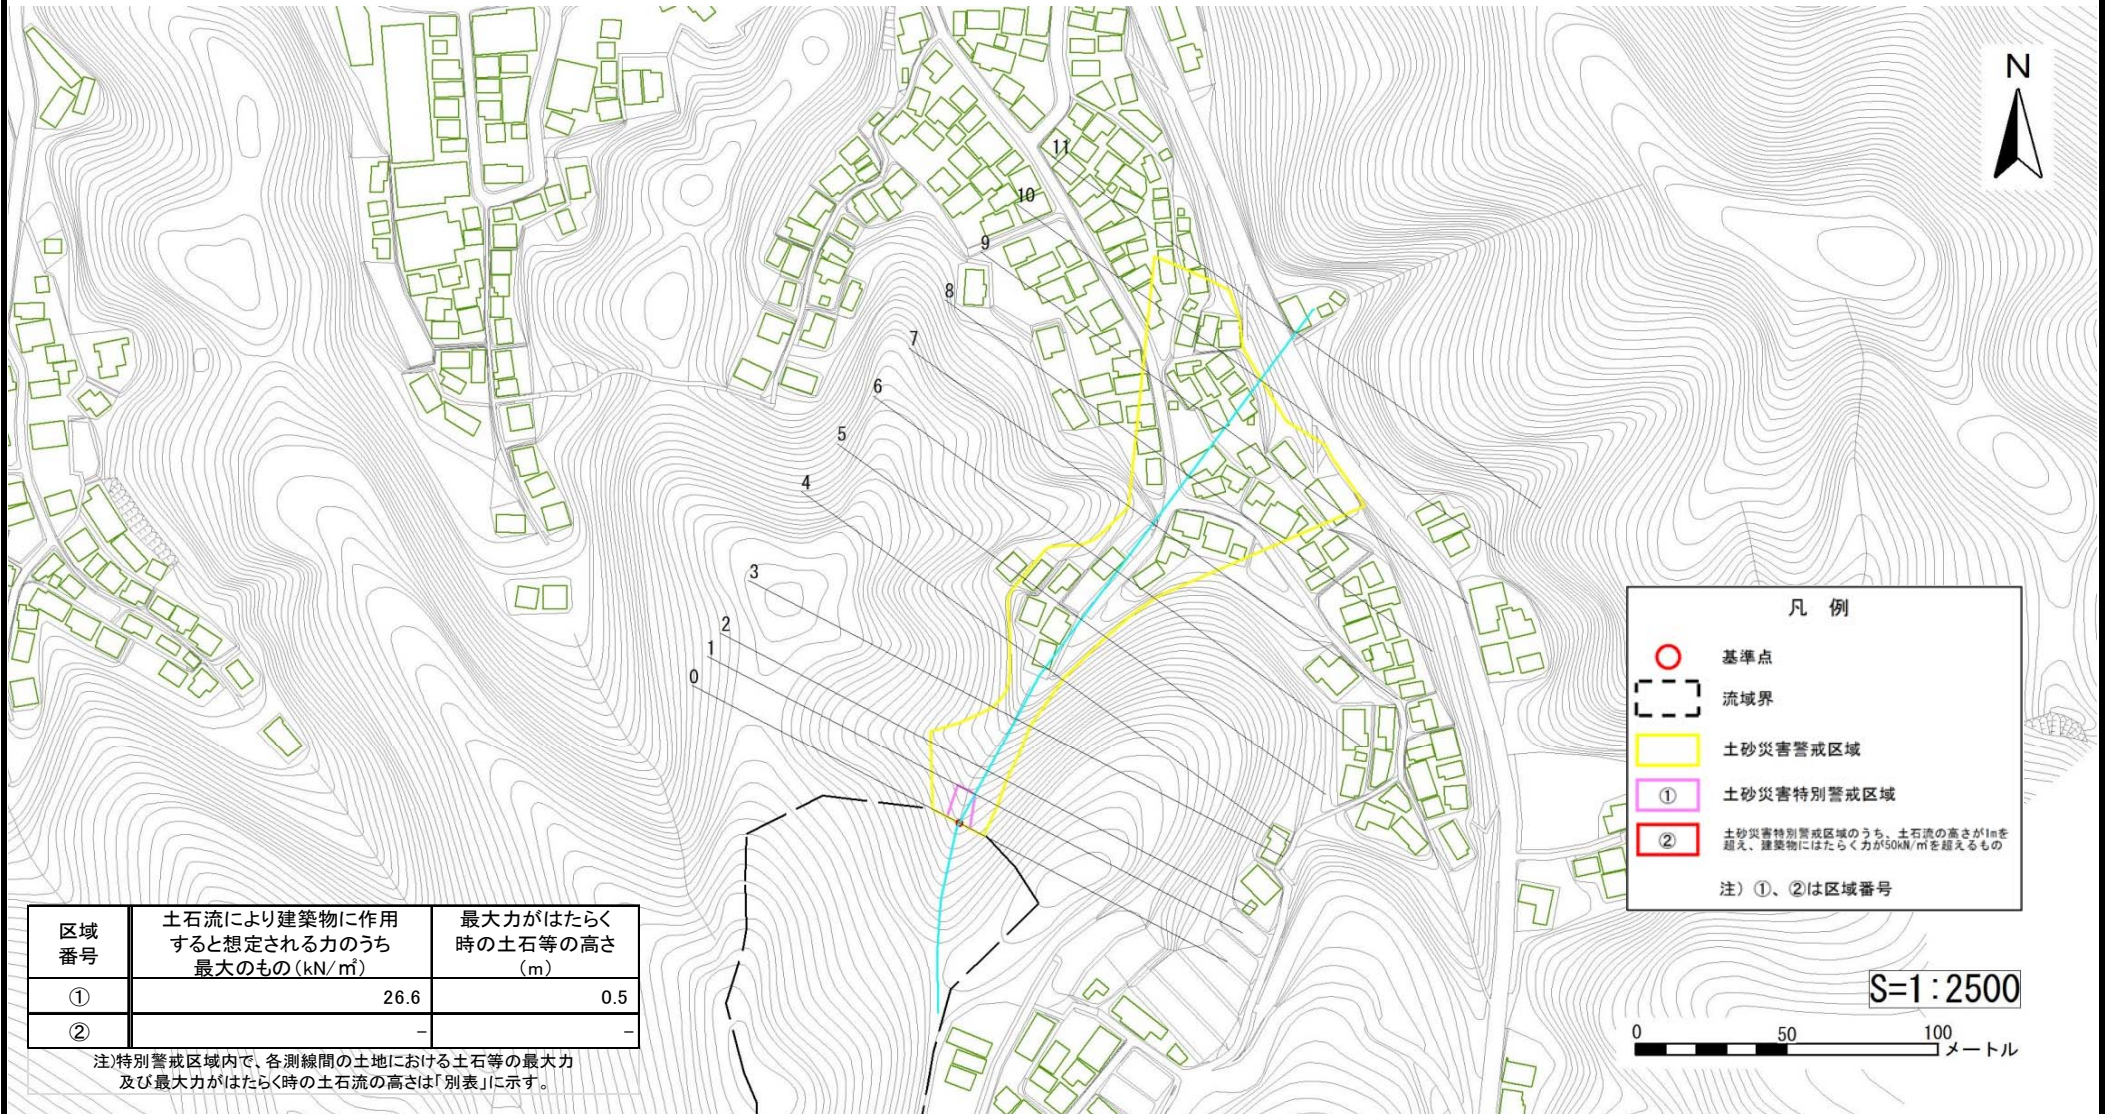 N
11
10
9
8
7
6
5
4
3
2
1
0
凡 例
基準点
流域界
土砂災害警戒区域
① 土砂災害特別警戒区域
② 土砂災害特別警戒区域のうち、土石流の高さが1mを
超え、建築物にはたらく力が50kN/㎡を超えるもの
注) ①、②は区域番号
区域
番号
土石流により建築物に作用
すると想定される力のうち
最大のもの(kN/㎡)
最大力がはたらく
時の土石等の高さ
(m)
① 26.6 0.5
② - -
注)特別警戒区域内で、各測線間の土地における土石等の最大力
及び最大力がはたらく時の土石流の高さは「別表」に示す。
S=1:2500
0 50 100
メートル